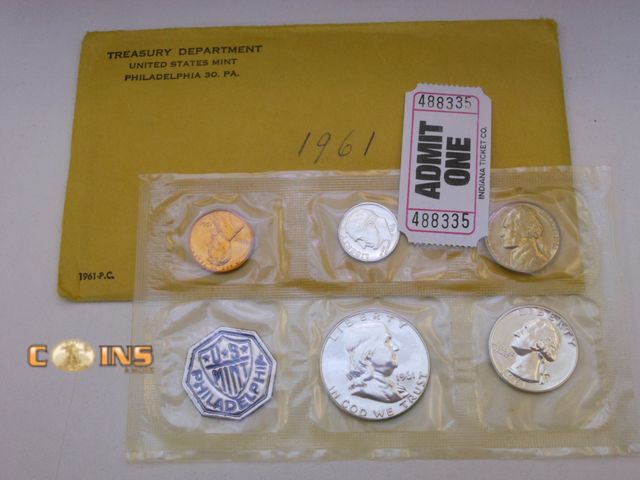 TREASURY DEPARTMENT
UNITED STATES MINT
PHILADELPHIA 30, PA.
1961
488335
ADMIT
ONE
INDIANA TICKET CO.
488335
1961-P.C.
COINS
U.S
MINT
PHILADELPHIA
LIBERTY
1961
IN GOD WE TRUST
LIBERTY